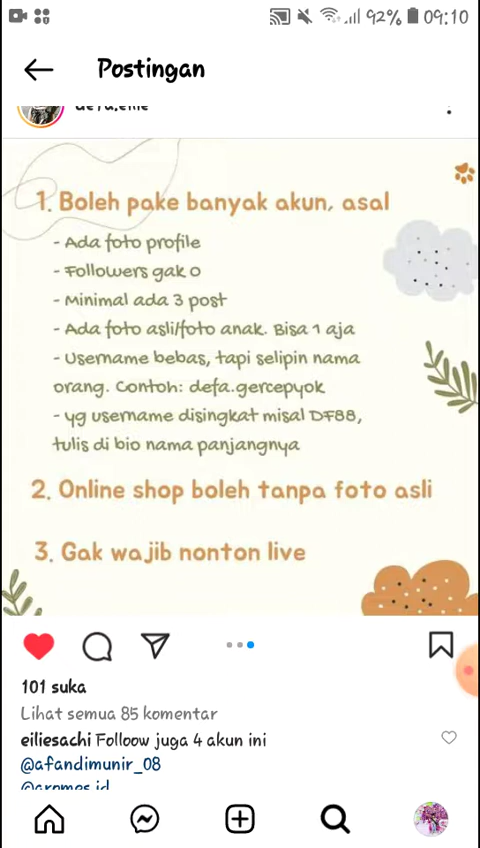 92% 09:10
Postingan
1. Boleh pake banyak akun, asal
- Ada foto profile
- Followers gak 0
- Minimal ada 3 post
- Ada foto asli/foto anak. Bisa 1 aja
- Username bebas, tapi selipin nama
orang. Contoh: defa.gercepyok
- yg username disingkat misal DF88,
tulis di bio nama panjangnya
2. Online shop boleh tanpa foto asli
3. Gak wajib nonton live
101 suka
Lihat semua 85 komentar
eiliesachi Folloow juga 4 akun ini
@afandimunir_08